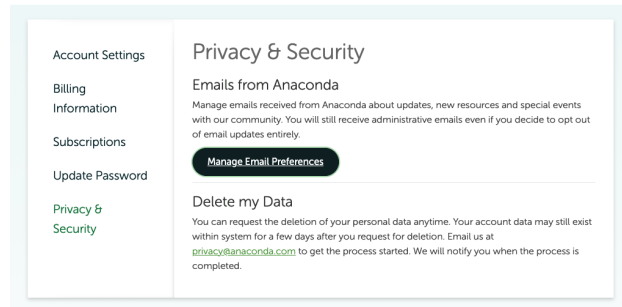 Account Settings
Billing
Information
Subscriptions
Update Password
Privacy &
Security
Privacy & Security
Emails from Anaconda
Manage emails received from Anaconda about updates, new resources and special events
with our community. You will still receive administrative emails even if you decide to opt out
of email updates entirely.
Manage Email Preferences
Delete my Data
You can request the deletion of your personal data anytime. Your account data may still exist
within system for a few days after you request for deletion. Email us at
privacy@anaconda.com to get the process started. We will notify you when the process is
completed.